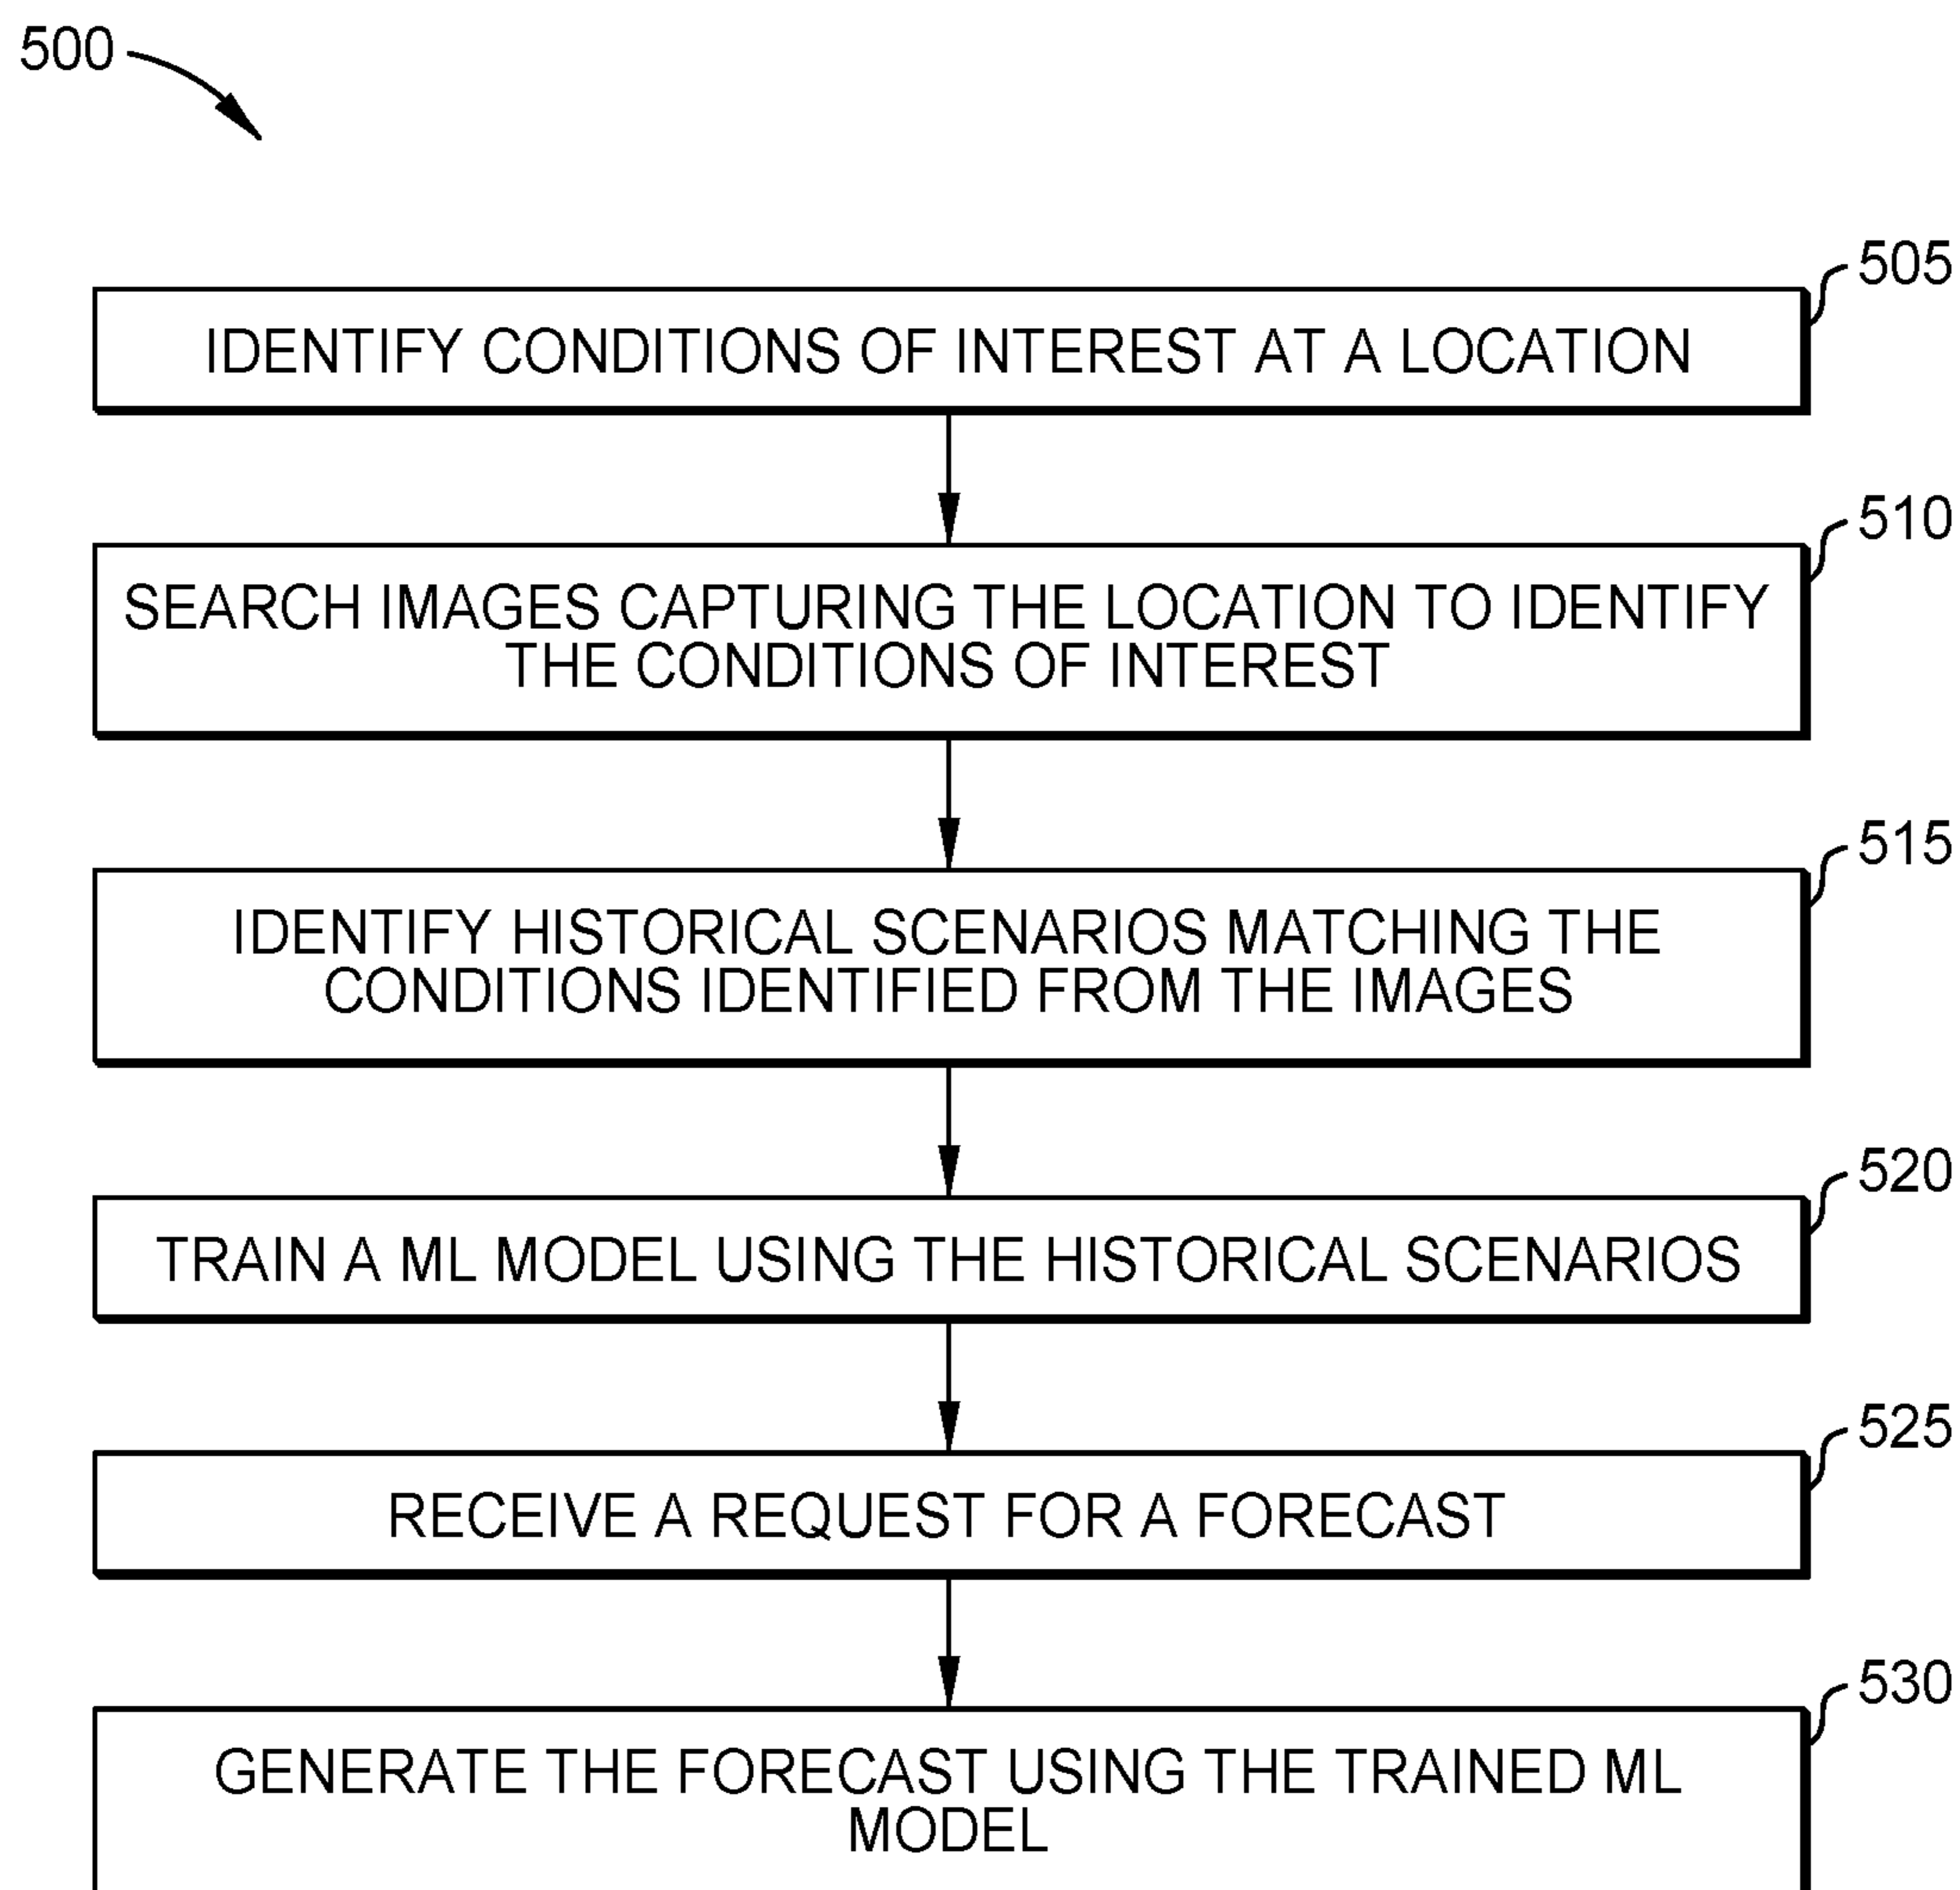 500
505
IDENTIFY CONDITIONS OF INTEREST AT A LOCATION
510
SEARCH IMAGES CAPTURING THE LOCATION TO IDENTIFY
THE CONDITIONS OF INTEREST
515
IDENTIFY HISTORICAL SCENARIOS MATCHING THE
CONDITIONS IDENTIFIED FROM THE IMAGES
520
TRAIN A ML MODEL USING THE HISTORICAL SCENARIOS
525
RECEIVE A REQUEST FOR A FORECAST
530
GENERATE THE FORECAST USING THE TRAINED ML
MODEL